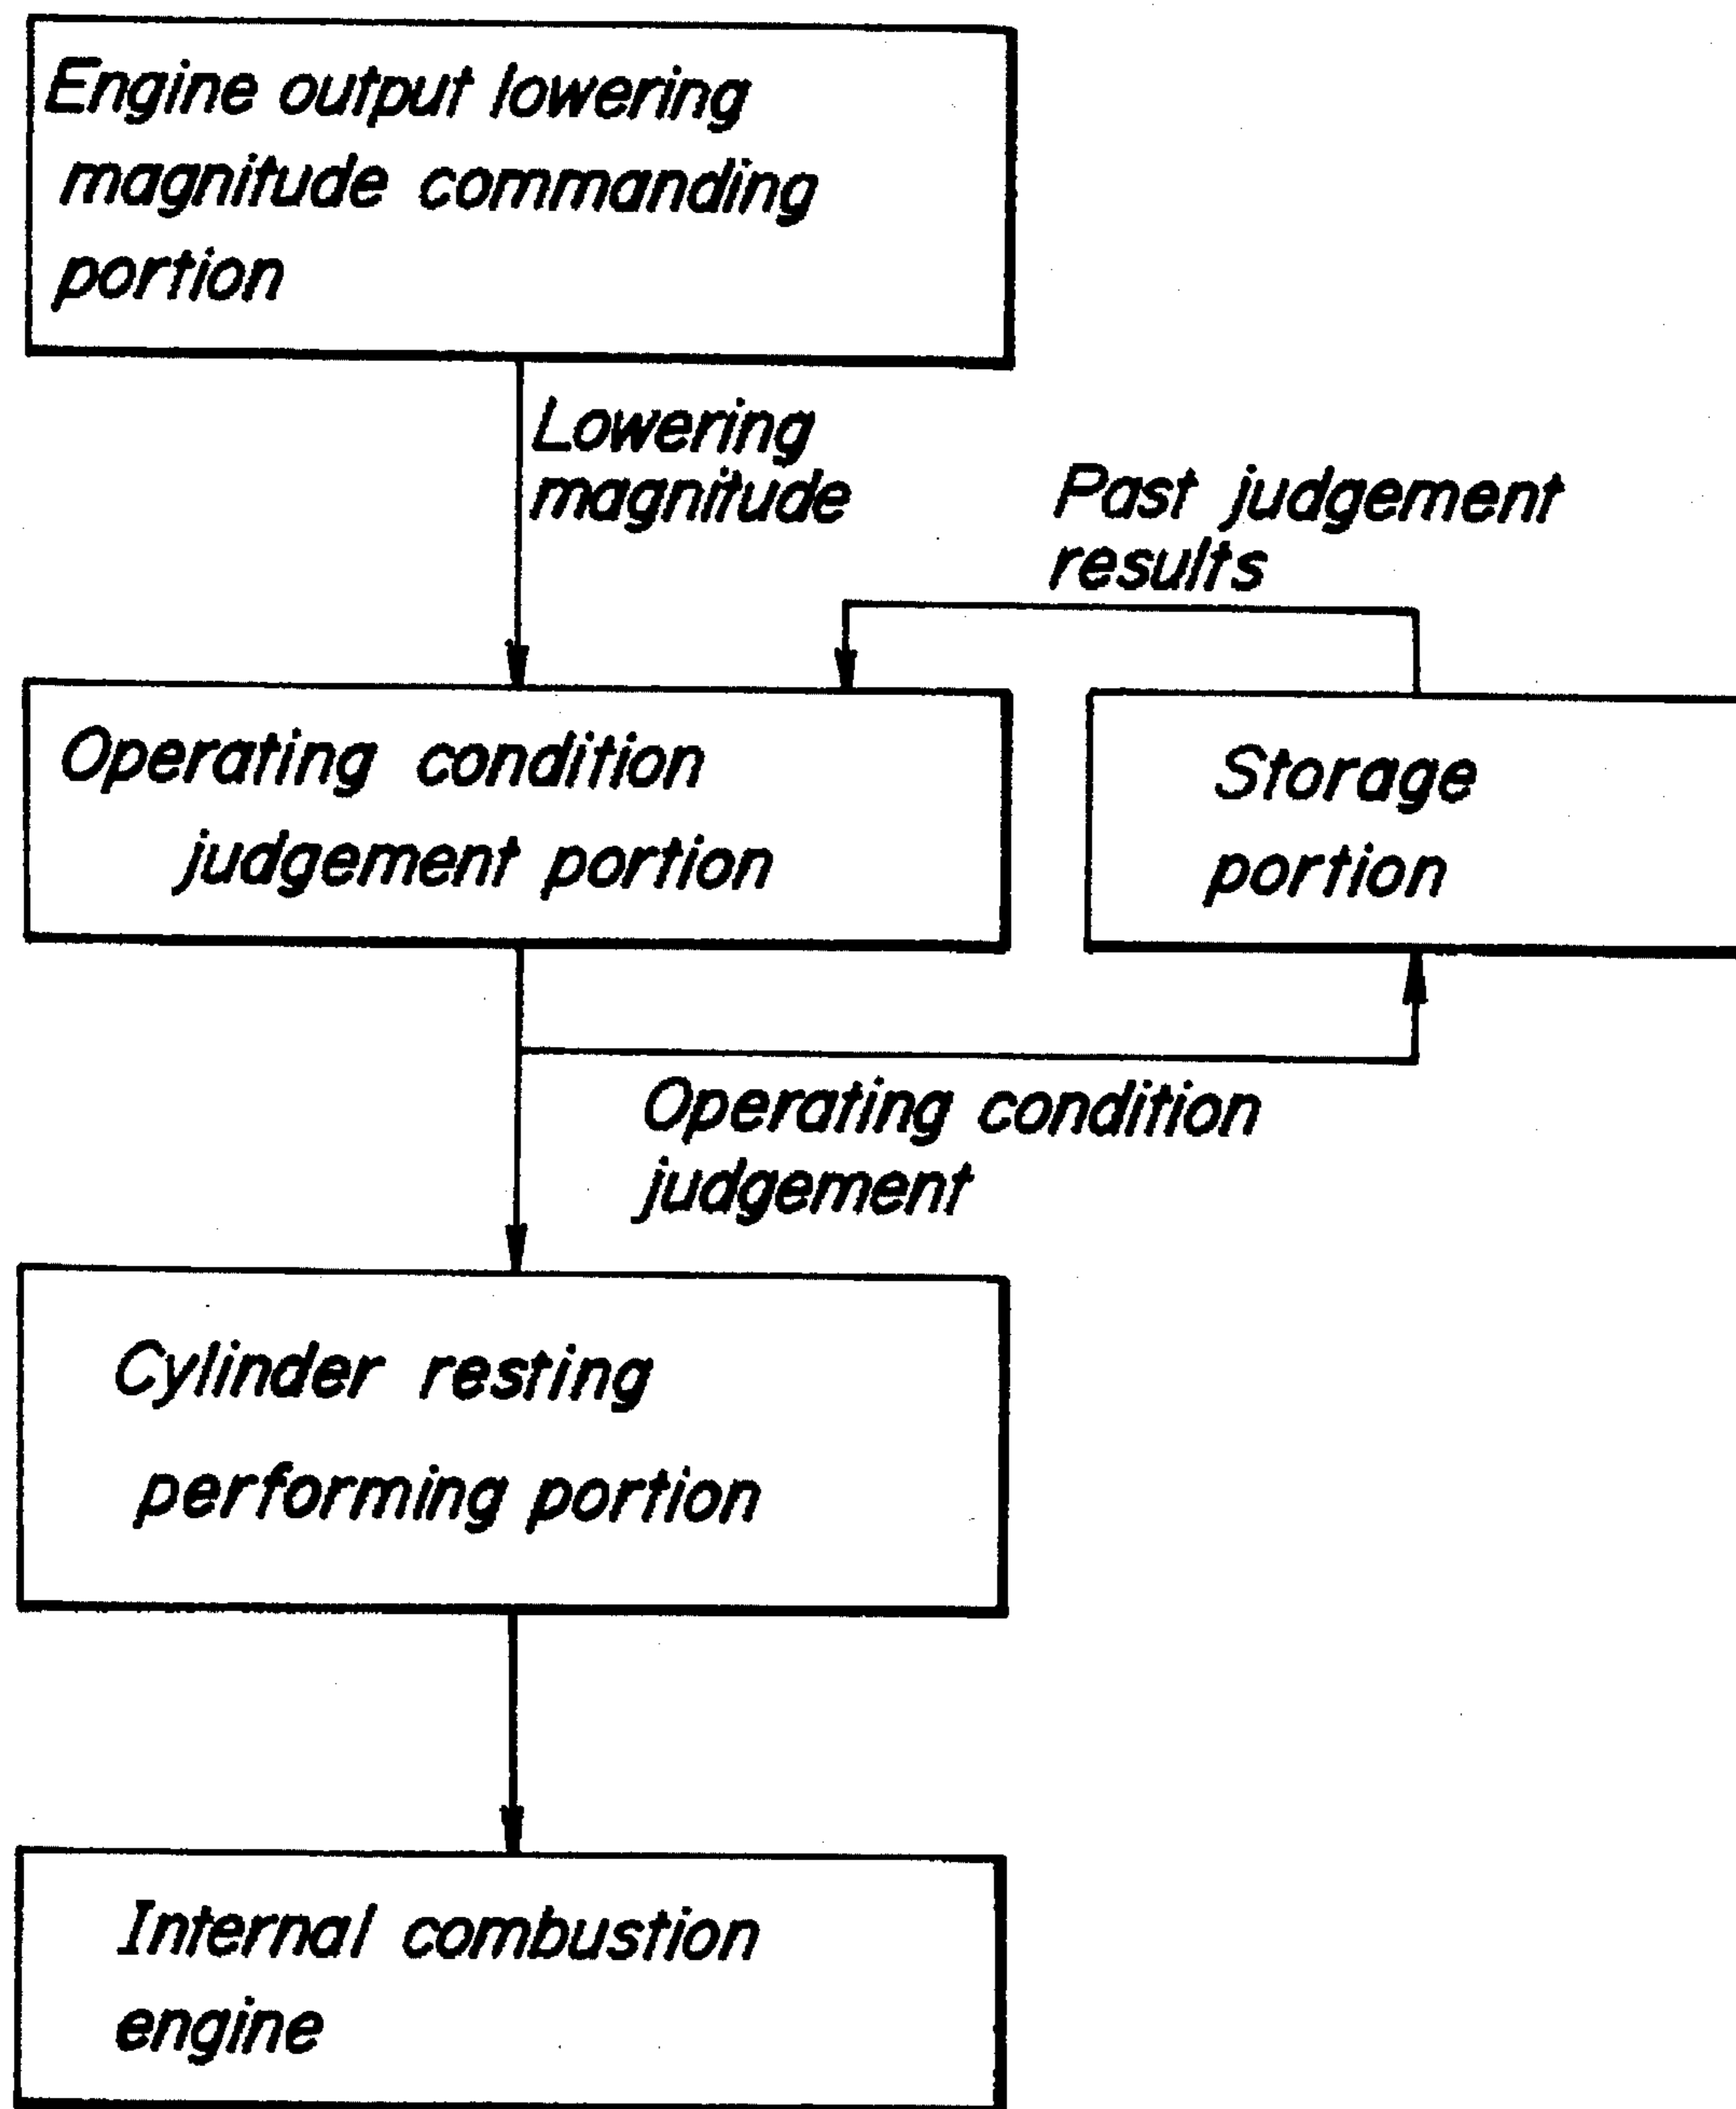 Engine output lowering
magnitude commanding
portion
Lowering
magnitude
Past judgement
results
Operating condition
judgement portion
Storage
portion
Operating condition
judgement
Cylinder resting
performing portion
Internal combustion
engine